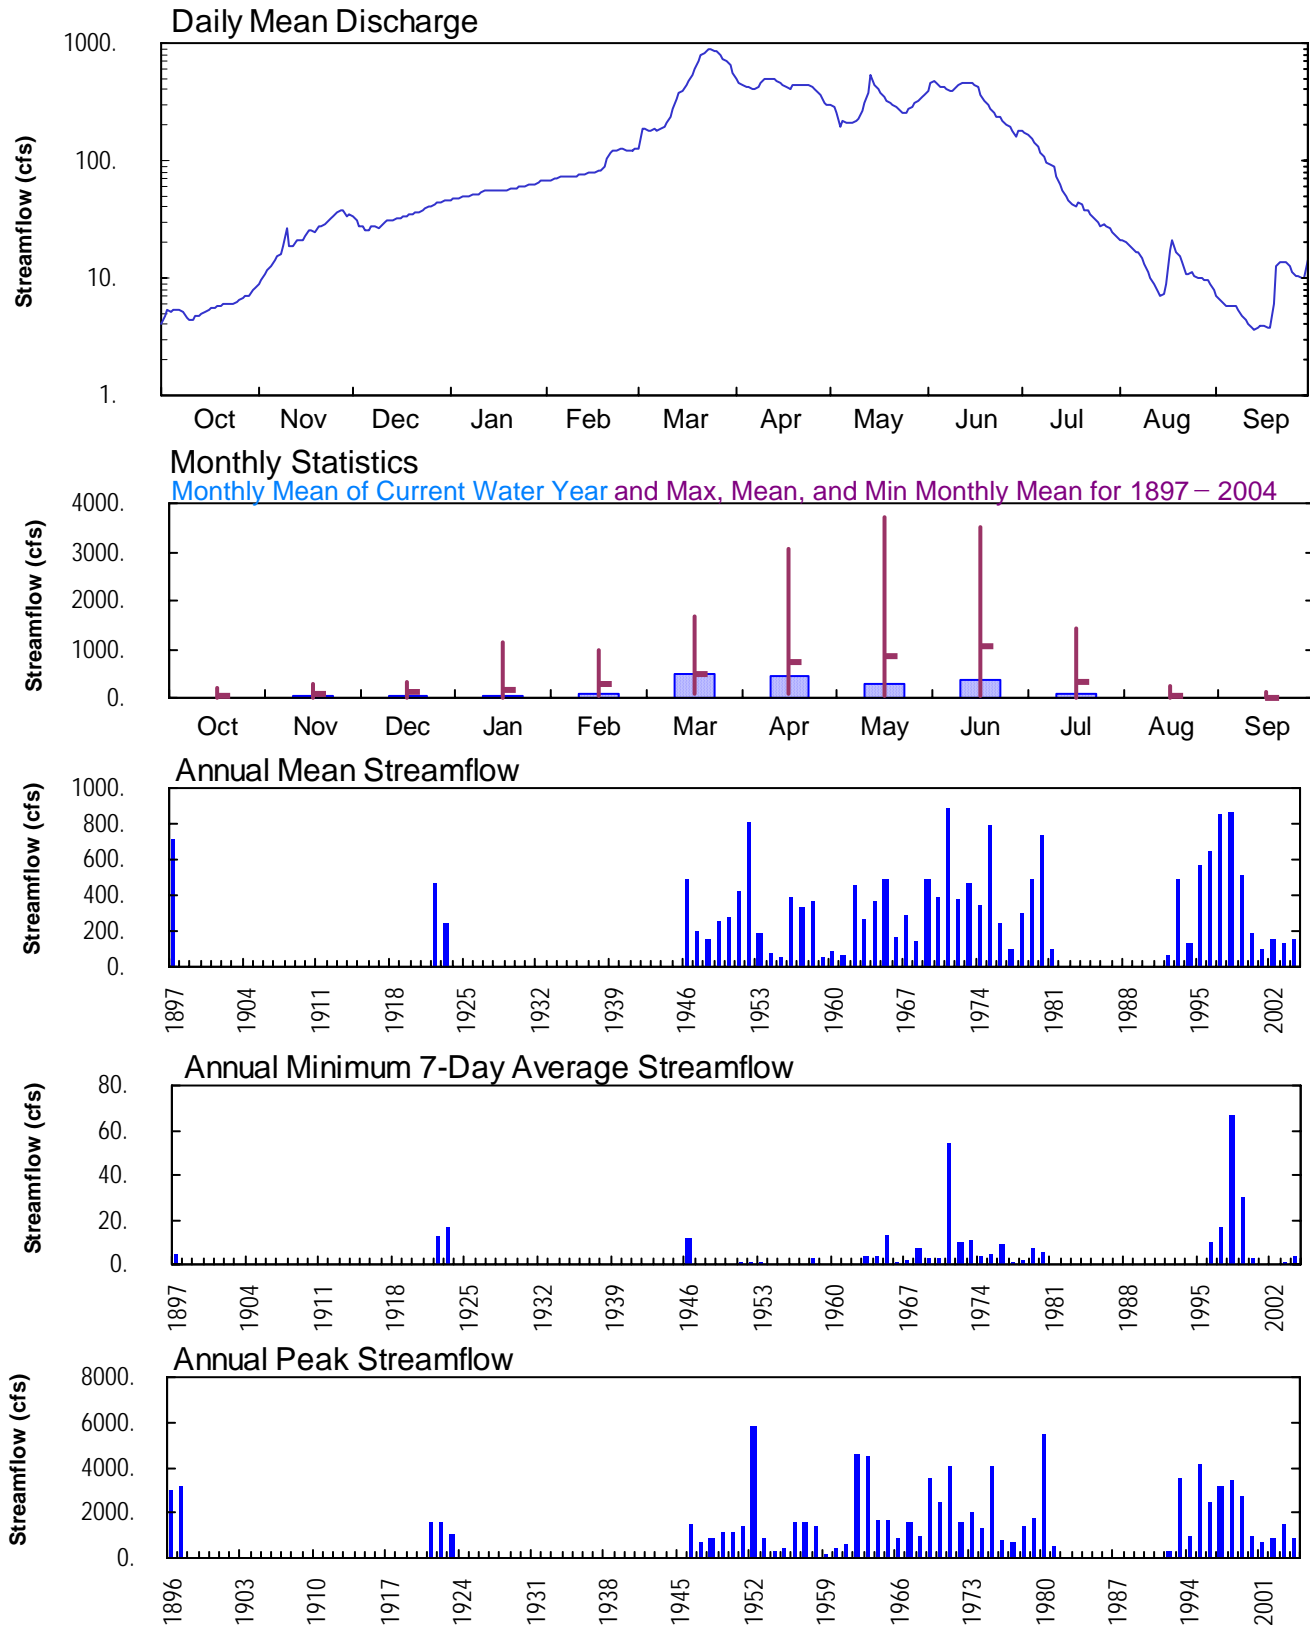 Daily Mean Discharge
Streamflow (cfs)
1000.
100.
10.
1.
Oct Nov Dec Jan Feb Mar Apr May Jun Jul Aug Sep
Monthly Statistics
Monthly Mean of Current Water Year and Max, Mean, and Min Monthly Mean for 1897 – 2004
Streamflow (cfs)
4000.
3000.
2000.
1000.
0.
Oct Nov Dec Jan Feb Mar Apr May Jun Jul Aug Sep
Annual Mean Streamflow
Streamflow (cfs)
1000.
800.
600.
400.
200.
0.
1897 1904 1911 1918 1925 1932 1939 1946 1953 1960 1967 1974 1981 1988 1995 2002
Annual Minimum 7-Day Average Streamflow
Streamflow (cfs)
80.
60.
40.
20.
0.
1897 1904 1911 1918 1925 1932 1939 1946 1953 1960 1967 1974 1981 1988 1995 2002
Annual Peak Streamflow
Streamflow (cfs)
8000.
6000.
4000.
2000.
0.
1896 1903 1910 1917 1924 1931 1938 1945 1952 1959 1966 1973 1980 1987 1994 2001